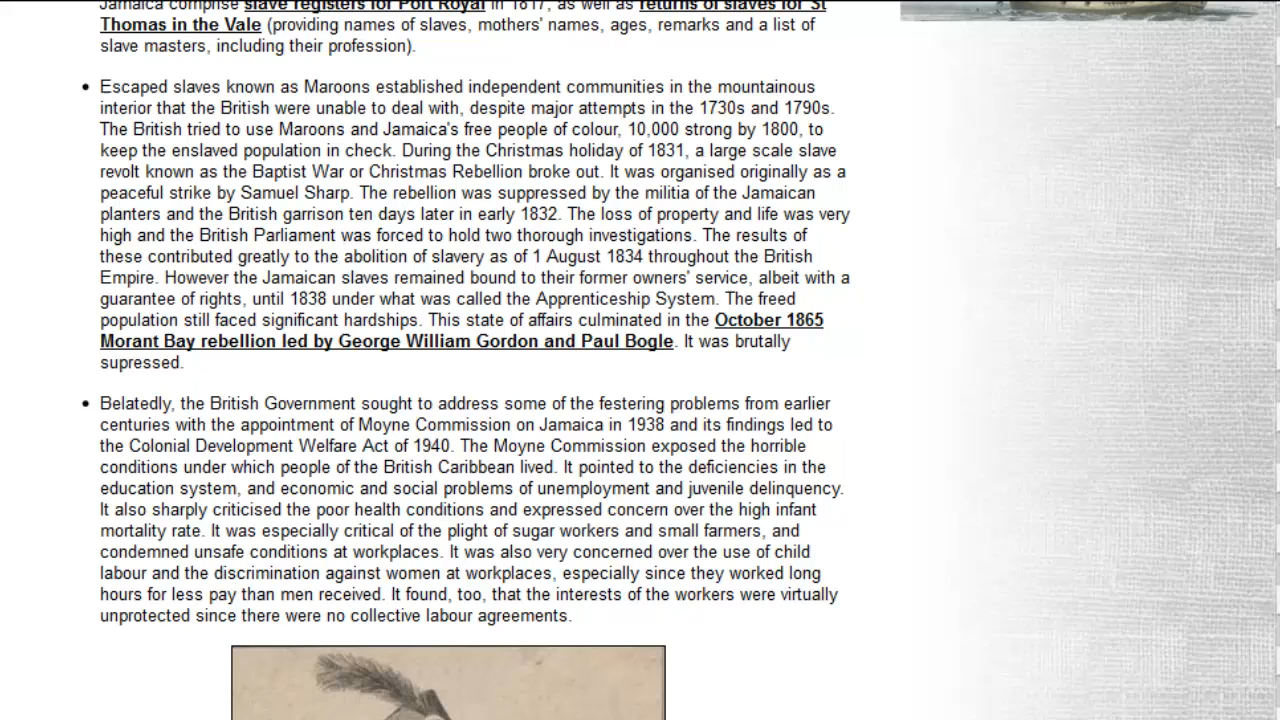 Jamaica comprise slave registers for Port Royal in 1817, as well as returns of slaves for St
Thomas in the Vale (providing names of slaves, mothers' names, ages, remarks and a list of
slave masters, including their profession).
• Escaped slaves known as Maroons established independent communities in the mountainous
interior that the British were unable to deal with, despite major attempts in the 1730s and 1790s.
The British tried to use Maroons and Jamaica's free people of colour, 10,000 strong by 1800, to
keep the enslaved population in check. During the Christmas holiday of 1831, a large scale slave
revolt known as the Baptist War or Christmas Rebellion broke out. It was organised originally as a
peaceful strike by Samuel Sharp. The rebellion was suppressed by the militia of the Jamaican
planters and the British garrison ten days later in early 1832. The loss of property and life was very
high and the British Parliament was forced to hold two thorough investigations. The results of
these contributed greatly to the abolition of slavery as of 1 August 1834 throughout the British
Empire. However the Jamaican slaves remained bound to their former owners' service, albeit with a
guarantee of rights, until 1838 under what was called the Apprenticeship System. The freed
population still faced significant hardships. This state of affairs culminated in the October 1865
Morant Bay rebellion led by George William Gordon and Paul Bogle. It was brutally
supressed.
• Belatedly, the British Government sought to address some of the festering problems from earlier
centuries with the appointment of Moyne Commission on Jamaica in 1938 and its findings led to
the Colonial Development Welfare Act of 1940. The Moyne Commission exposed the horrible
conditions under which people of the British Caribbean lived. It pointed to the deficiencies in the
education system, and economic and social problems of unemployment and juvenile delinquency.
It also sharply criticised the poor health conditions and expressed concern over the high infant
mortality rate. It was especially critical of the plight of sugar workers and small farmers, and
condemned unsafe conditions at workplaces. It was also very concerned over the use of child
labour and the discrimination against women at workplaces, especially since they worked long
hours for less pay than men received. It found, too, that the interests of the workers were virtually
unprotected since there were no collective labour agreements.